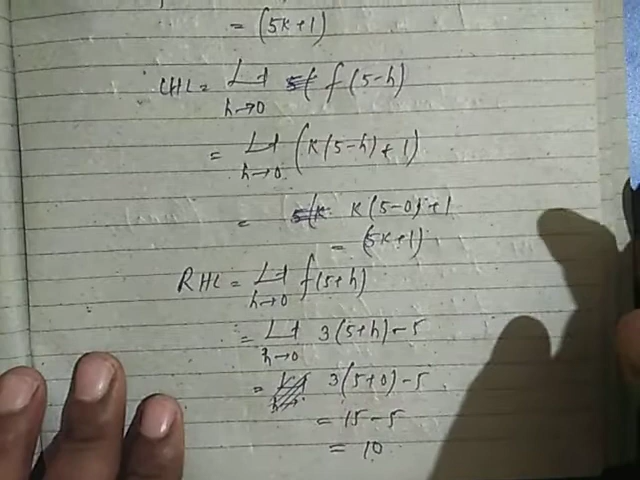 = (5K+1)
LHL = Lt f(5-h)
h→0
= Lt (K(5-h)+1)
h→0
= K(5-0)+1
= (5K+1)
RHL = Lt f(5+h)
h→0
= Lt 3(5+h)-5
h→0
= 3(5+0)-5
= 15-5
= 10